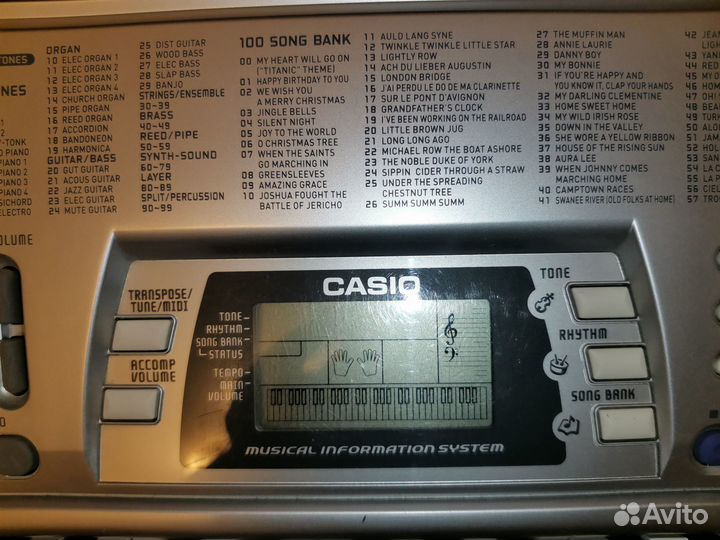 TONES
NES
TY-TONK
D PIANO
PIANO 1
PIANO 2
PIANO 3
PIANO 4
SICHORD
ELECTRO
OLUME
ORGAN
10 ELEC ORGAN 1
11 ELEC ORGAN 2
12 ELEC ORGAN 3
13 ELEC ORGAN 4
14 CHURCH ORGAN
15 PIPE ORGAN
16 REED ORGAN
17 ACCORDION
18 BANDONEON
19 HARMONICA
GUITAR/BASS
20 GUT GUITAR
21 ACOUS GUITAR
22 JAZZ GUITAR
23 ELEC GUITAR
24 MUTE GUITAR
25 DIST GUITAR
26 WOOD BASS
27 ELEC BASS
28 SLAP BASS
29 BANJO
STRINGS/ENSEMBLE
30~39
BRASS
40~49
REED/PIPE
50~59
SYNTH-SOUND
60~79
LAYER
80~89
SPLIT/PERCUSSION
90~99
100 SONG BANK
00 MY HEART WILL GO ON
("TITANIC" THEME)
01 HAPPY BIRTHDAY TO YOU
02 WE WISH YOU
A MERRY CHRISTMAS
03 JINGLE BELLS
04 SILENT NIGHT
05 JOY TO THE WORLD
06 O CHRISTMAS TREE
07 WHEN THE SAINTS
GO MARCHING IN
08 GREENSLEEVES
09 AMAZING GRACE
10 JOSHUA FOUGHT THE
BATTLE OF JERICHO
11 AULD LANG SYNE
12 TWINKLE TWINKLE LITTLE STAR
13 LIGHTLY ROW
14 ACH DU LIEBER AUGUSTIN
15 LONDON BRIDGE
16 J'AI PERDU LE DO DE MA CLARINETTE
17 SUR LE PONT D'AVIGNON
18 GRANDFATHER'S CLOCK
19 I'VE BEEN WORKING ON THE RAILROAD
20 LITTLE BROWN JUG
21 LONG LONG AGO
22 MICHAEL ROW THE BOAT ASHORE
23 THE NOBLE DUKE OF YORK
24 SIPPIN' CIDER THROUGH A STRAW
25 UNDER THE SPREADING
CHESTNUT TREE
26 SUMM SUMM SUMM
27 THE MUFFIN MAN
28 ANNIE LAURIE
29 DANNY BOY
30 MY BONNIE
31 IF YOU'RE HAPPY AND
YOU KNOW IT, CLAP YOUR HANDS
32 MY DARLING CLEMENTINE
33 HOME SWEET HOME
34 MY WILD IRISH ROSE
35 DOWN IN THE VALLEY
36 SHE WORE A YELLOW RIBBON
37 HOUSE OF THE RISING SUN
38 AURA LEE
39 WHEN JOHNNY COMES
MARCHING HOME
40 CAMPTOWN RACES
41 SWANEE RIVER (OLD FOLKS AT HOME)
CASIO
TRANSPOSE/
TUNE/MIDI
ACCOMP
VOLUME
TONE
RHYTHM
SONG BANK
STATUS
TEMPO
MAIN
VOLUME
MUSICAL INFORMATION SYSTEM
TONE
RHYTHM
SONG BANK
Avito